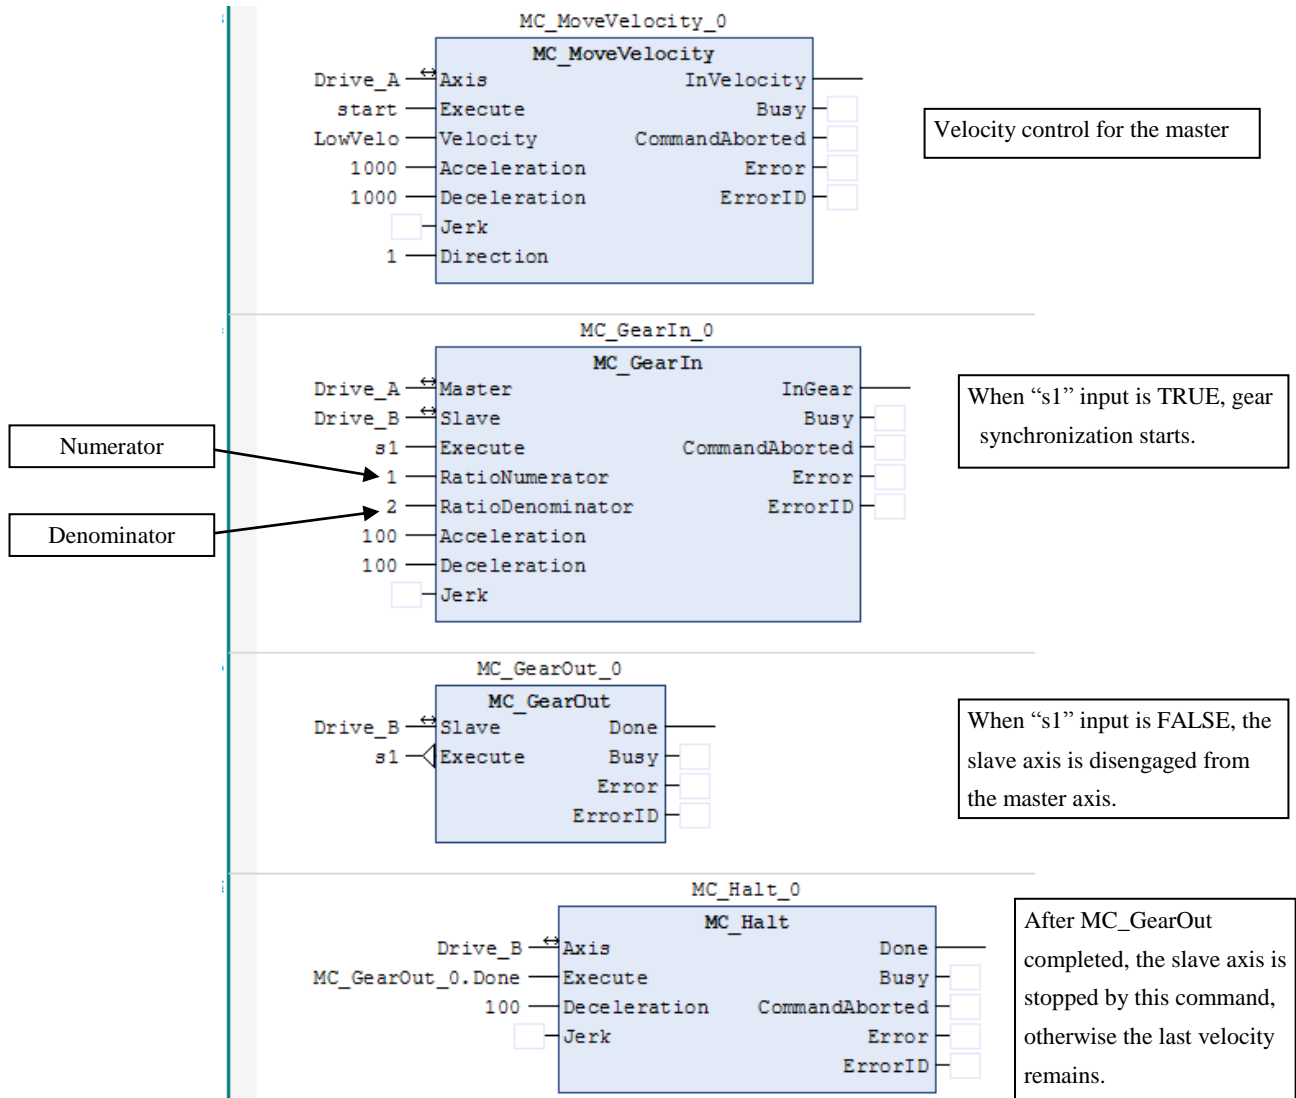 MC_MoveVelocity_0
MC_MoveVelocity
Drive_A Axis InVelocity
start Execute Busy
LowVelo Velocity CommandAborted
1000 Acceleration Error
1000 Deceleration ErrorID
Jerk
1 Direction
Velocity control for the master
MC_GearIn_0
MC_GearIn
Drive_A Master InGear
Drive_B Slave Busy
s1 Execute CommandAborted
1 RatioNumerator Error
2 RatioDenominator ErrorID
100 Acceleration
100 Deceleration
Jerk
Numerator
Denominator
When “s1” input is TRUE, gear
synchronization starts.
MC_GearOut_0
MC_GearOut
Drive_B Slave Done
s1 Execute Busy
Error
ErrorID
When “s1” input is FALSE, the
slave axis is disengaged from
the master axis.
MC_Halt_0
MC_Halt
Drive_B Axis Done
MC_GearOut_0.Done Execute Busy
100 Deceleration CommandAborted
Jerk Error
ErrorID
After MC_GearOut
completed, the slave axis is
stopped by this command,
otherwise the last velocity
remains.